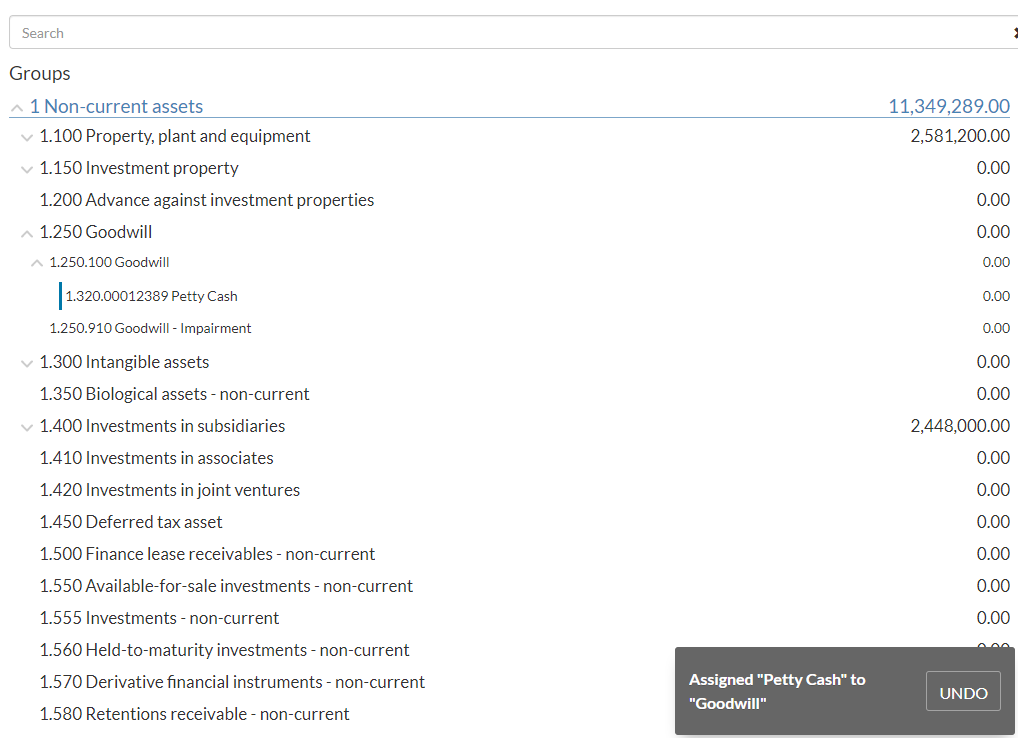 Search
Groups
1 Non-current assets 11,349,289.00
1.100 Property, plant and equipment 2,581,200.00
1.150 Investment property 0.00
1.200 Advance against investment properties 0.00
1.250 Goodwill 0.00
1.250.100 Goodwill 0.00
1.320.00012389 Petty Cash 0.00
1.250.910 Goodwill - Impairment 0.00
1.300 Intangible assets 0.00
1.350 Biological assets - non-current 0.00
1.400 Investments in subsidiaries 2,448,000.00
1.410 Investments in associates 0.00
1.420 Investments in joint ventures 0.00
1.450 Deferred tax asset 0.00
1.500 Finance lease receivables - non-current 0.00
1.550 Available-for-sale investments - non-current 0.00
1.555 Investments - non-current 0.00
1.560 Held-to-maturity investments - non-current
1.570 Derivative financial instruments - non-current
1.580 Retentions receivable - non-current
Assigned "Petty Cash" to
"Goodwill"
UNDO